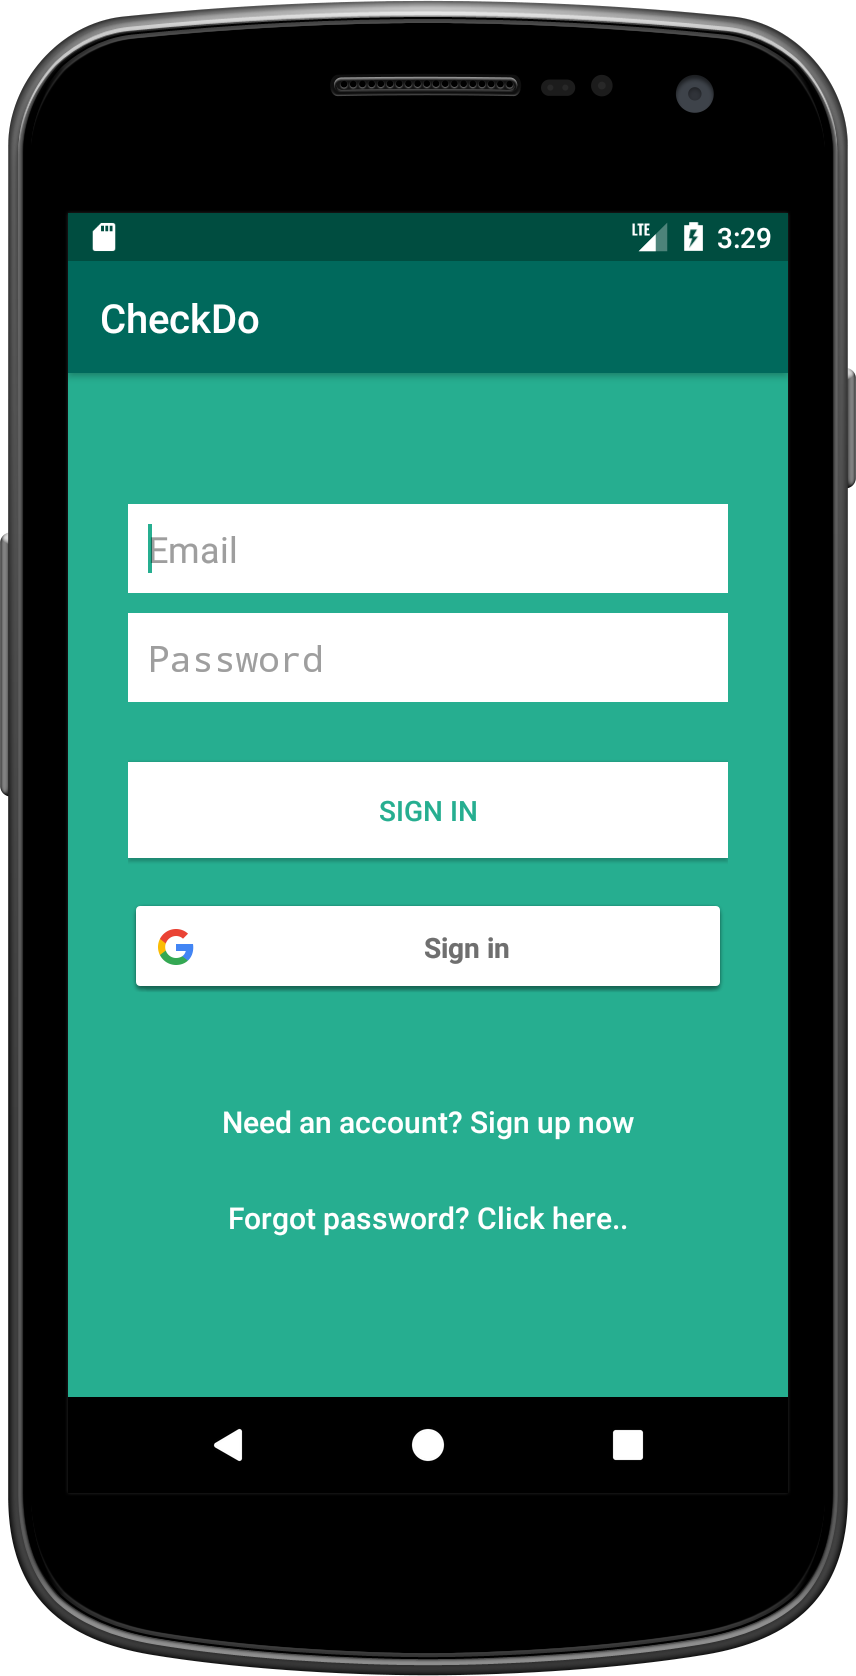 LTE 3:29
CheckDo
Email
Password
SIGN IN
G Sign in
Need an account? Sign up now
Forgot password? Click here..